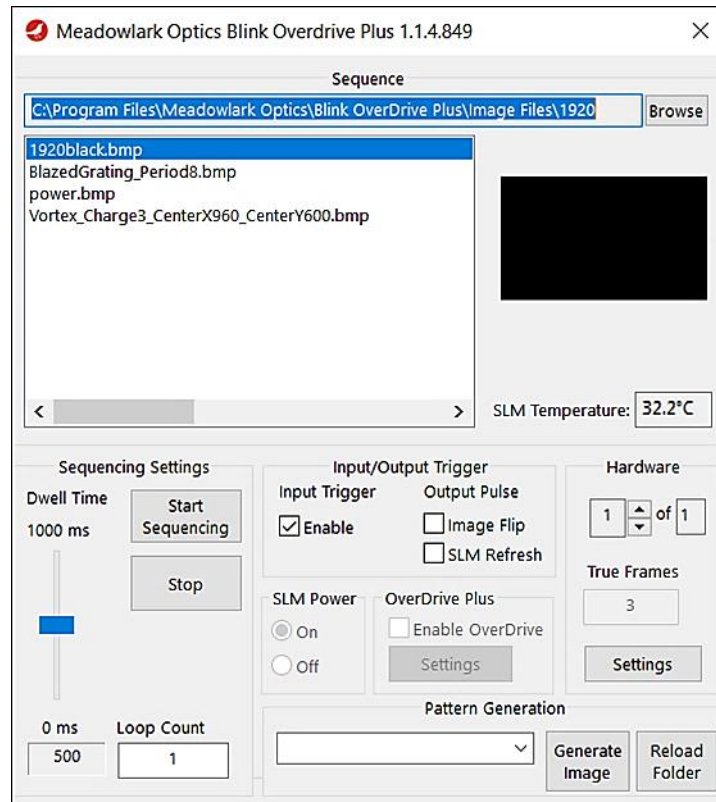 Meadowlark Optics Blink Overdrive Plus 1.1.4.849
Sequence
C:\Program Files\Meadowlark Optics\Blink OverDrive Plus\Image Files\1920
Browse
1920black.bmp
BlazedGrating_Period8.bmp
power.bmp
Vortex_Charge3_CenterX960_CenterY600.bmp
SLM Temperature: 32.2°C
Sequencing Settings
Dwell Time
1000 ms
Start Sequencing
Stop
0 ms
500
Loop Count
1
Input/Output Trigger
Input Trigger
Enable
Output Pulse
Image Flip
SLM Refresh
Hardware
1 of 1
True Frames
3
Settings
SLM Power
On
Off
OverDrive Plus
Enable OverDrive
Settings
Pattern Generation
Generate Image
Reload Folder